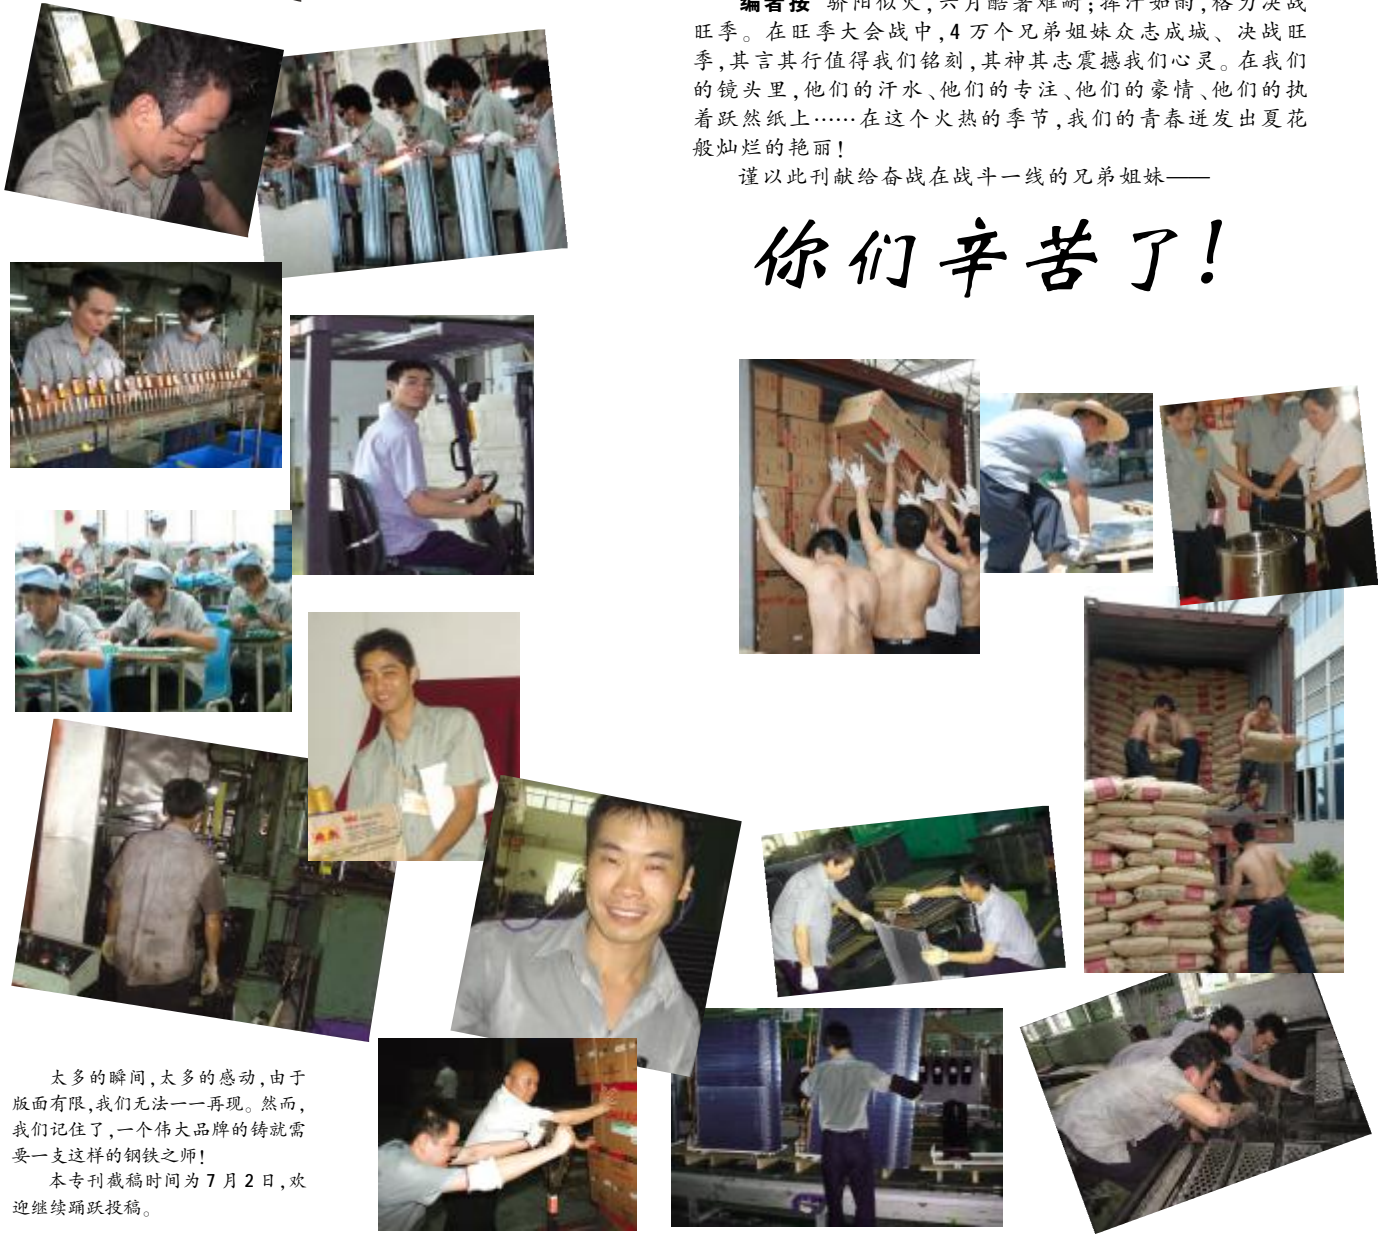 编者按 骄阳似火,六月酷暑难耐;挥汗如雨,格力决战
旺季。在旺季大会战中,4 万个兄弟姐妹众志成城、决战旺
季,其言其行值得我们铭刻,其神其志震撼我们心灵。在我们
的镜头里,他们的汗水、他们的专注、他们的豪情、他们的执
着跃然纸上……在这个火热的季节,我们的青春迸发出夏花
般灿烂的艳丽!
谨以此刊献给奋战在战斗一线的兄弟姐妹——
你们辛苦了!
太多的瞬间,太多的感动,由于
版面有限,我们无法一一再现。然而,
我们记住了,一个伟大品牌的铸就需
要一支这样的钢铁之师!
本专刊截稿时间为 7 月 2 日,欢
迎继续踊跃投稿。